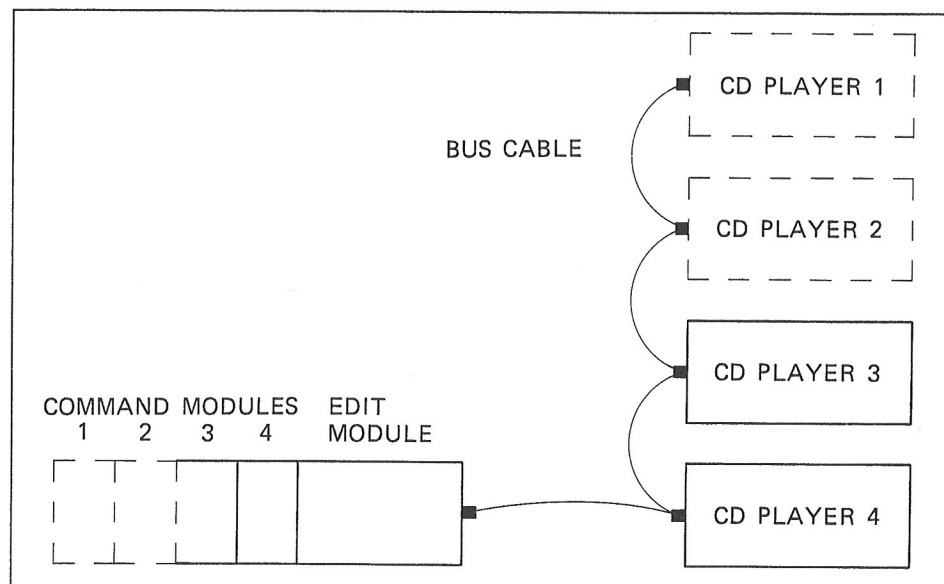 CD PLAYER 1
BUS CABLE
CD PLAYER 2
CD PLAYER 3
COMMAND MODULES EDIT
1 2 3 4 MODULE
CD PLAYER 4